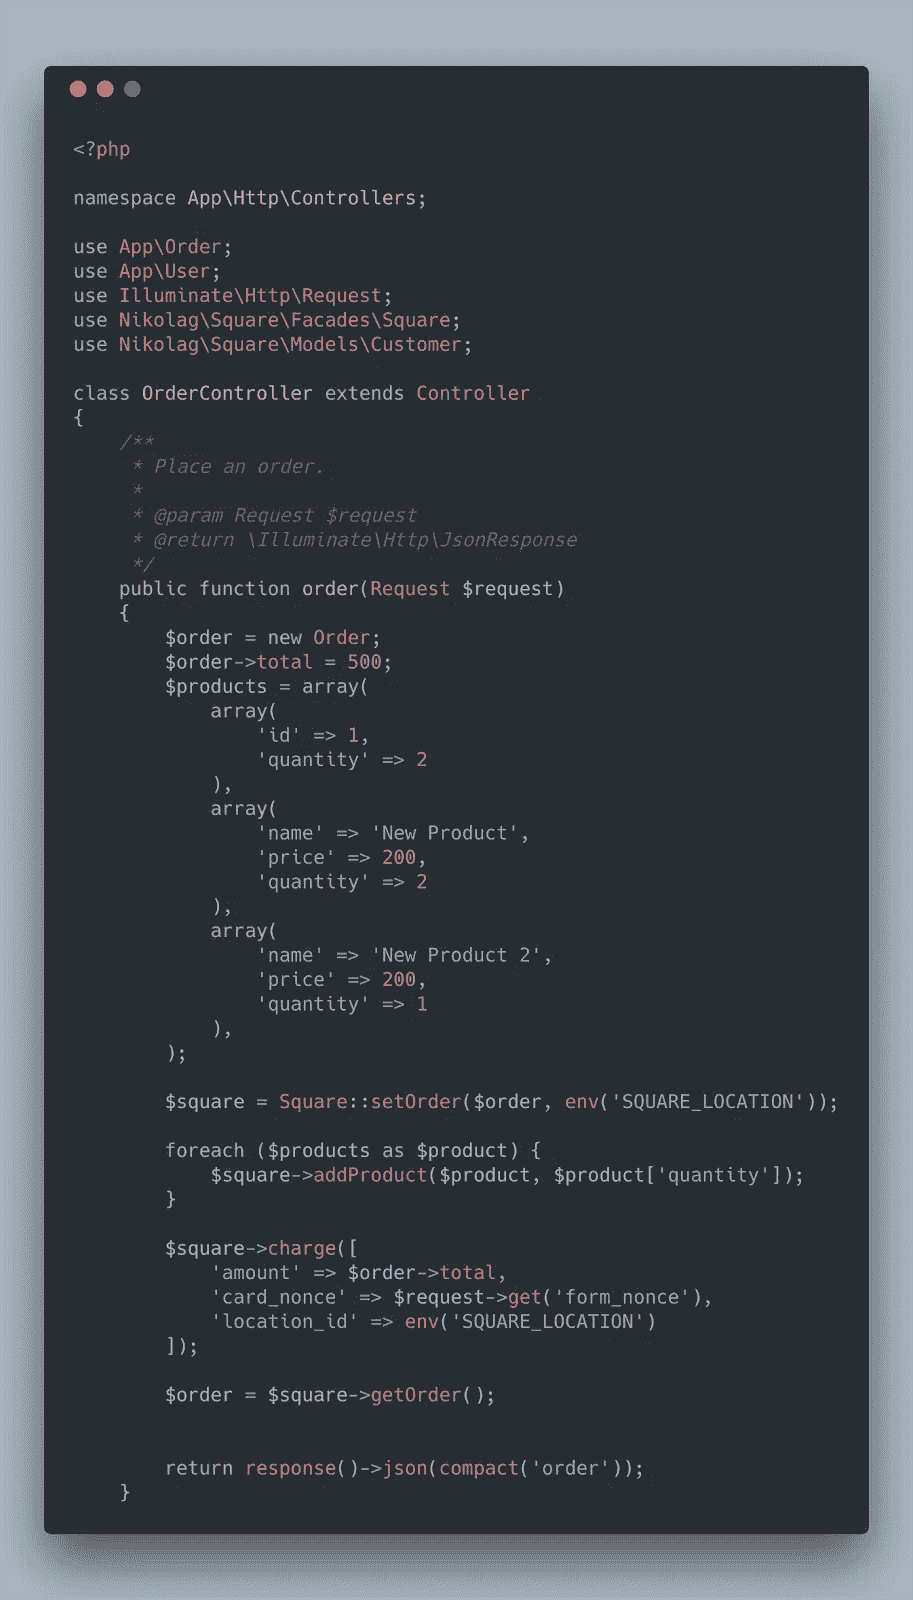 <?php

namespace App\Http\Controllers;

use App\Order;
use App\User;
use Illuminate\Http\Request;
use Nikolag\Square\Facades\Square;
use Nikolag\Square\Models\Customer;

class OrderController extends Controller
{
    /**
     * Place an order.
     *
     * @param Request $request
     * @return \Illuminate\Http\JsonResponse
     */
    public function order(Request $request)
    {
        $order = new Order;
        $order->total = 500;
        $products = array(
            array(
                'id' => 1,
                'quantity' => 2
            ),
            array(
                'name' => 'New Product',
                'price' => 200,
                'quantity' => 2
            ),
            array(
                'name' => 'New Product 2',
                'price' => 200,
                'quantity' => 1
            ),
        );

        $square = Square::setOrder($order, env('SQUARE_LOCATION'));

        foreach ($products as $product) {
            $square->addProduct($product, $product['quantity']);
        }

        $square->charge([
            'amount' => $order->total,
            'card_nonce' => $request->get('form_nonce'),
            'location_id' => env('SQUARE_LOCATION')
        ]);

        $order = $square->getOrder();


        return response()->json(compact('order'));
    }